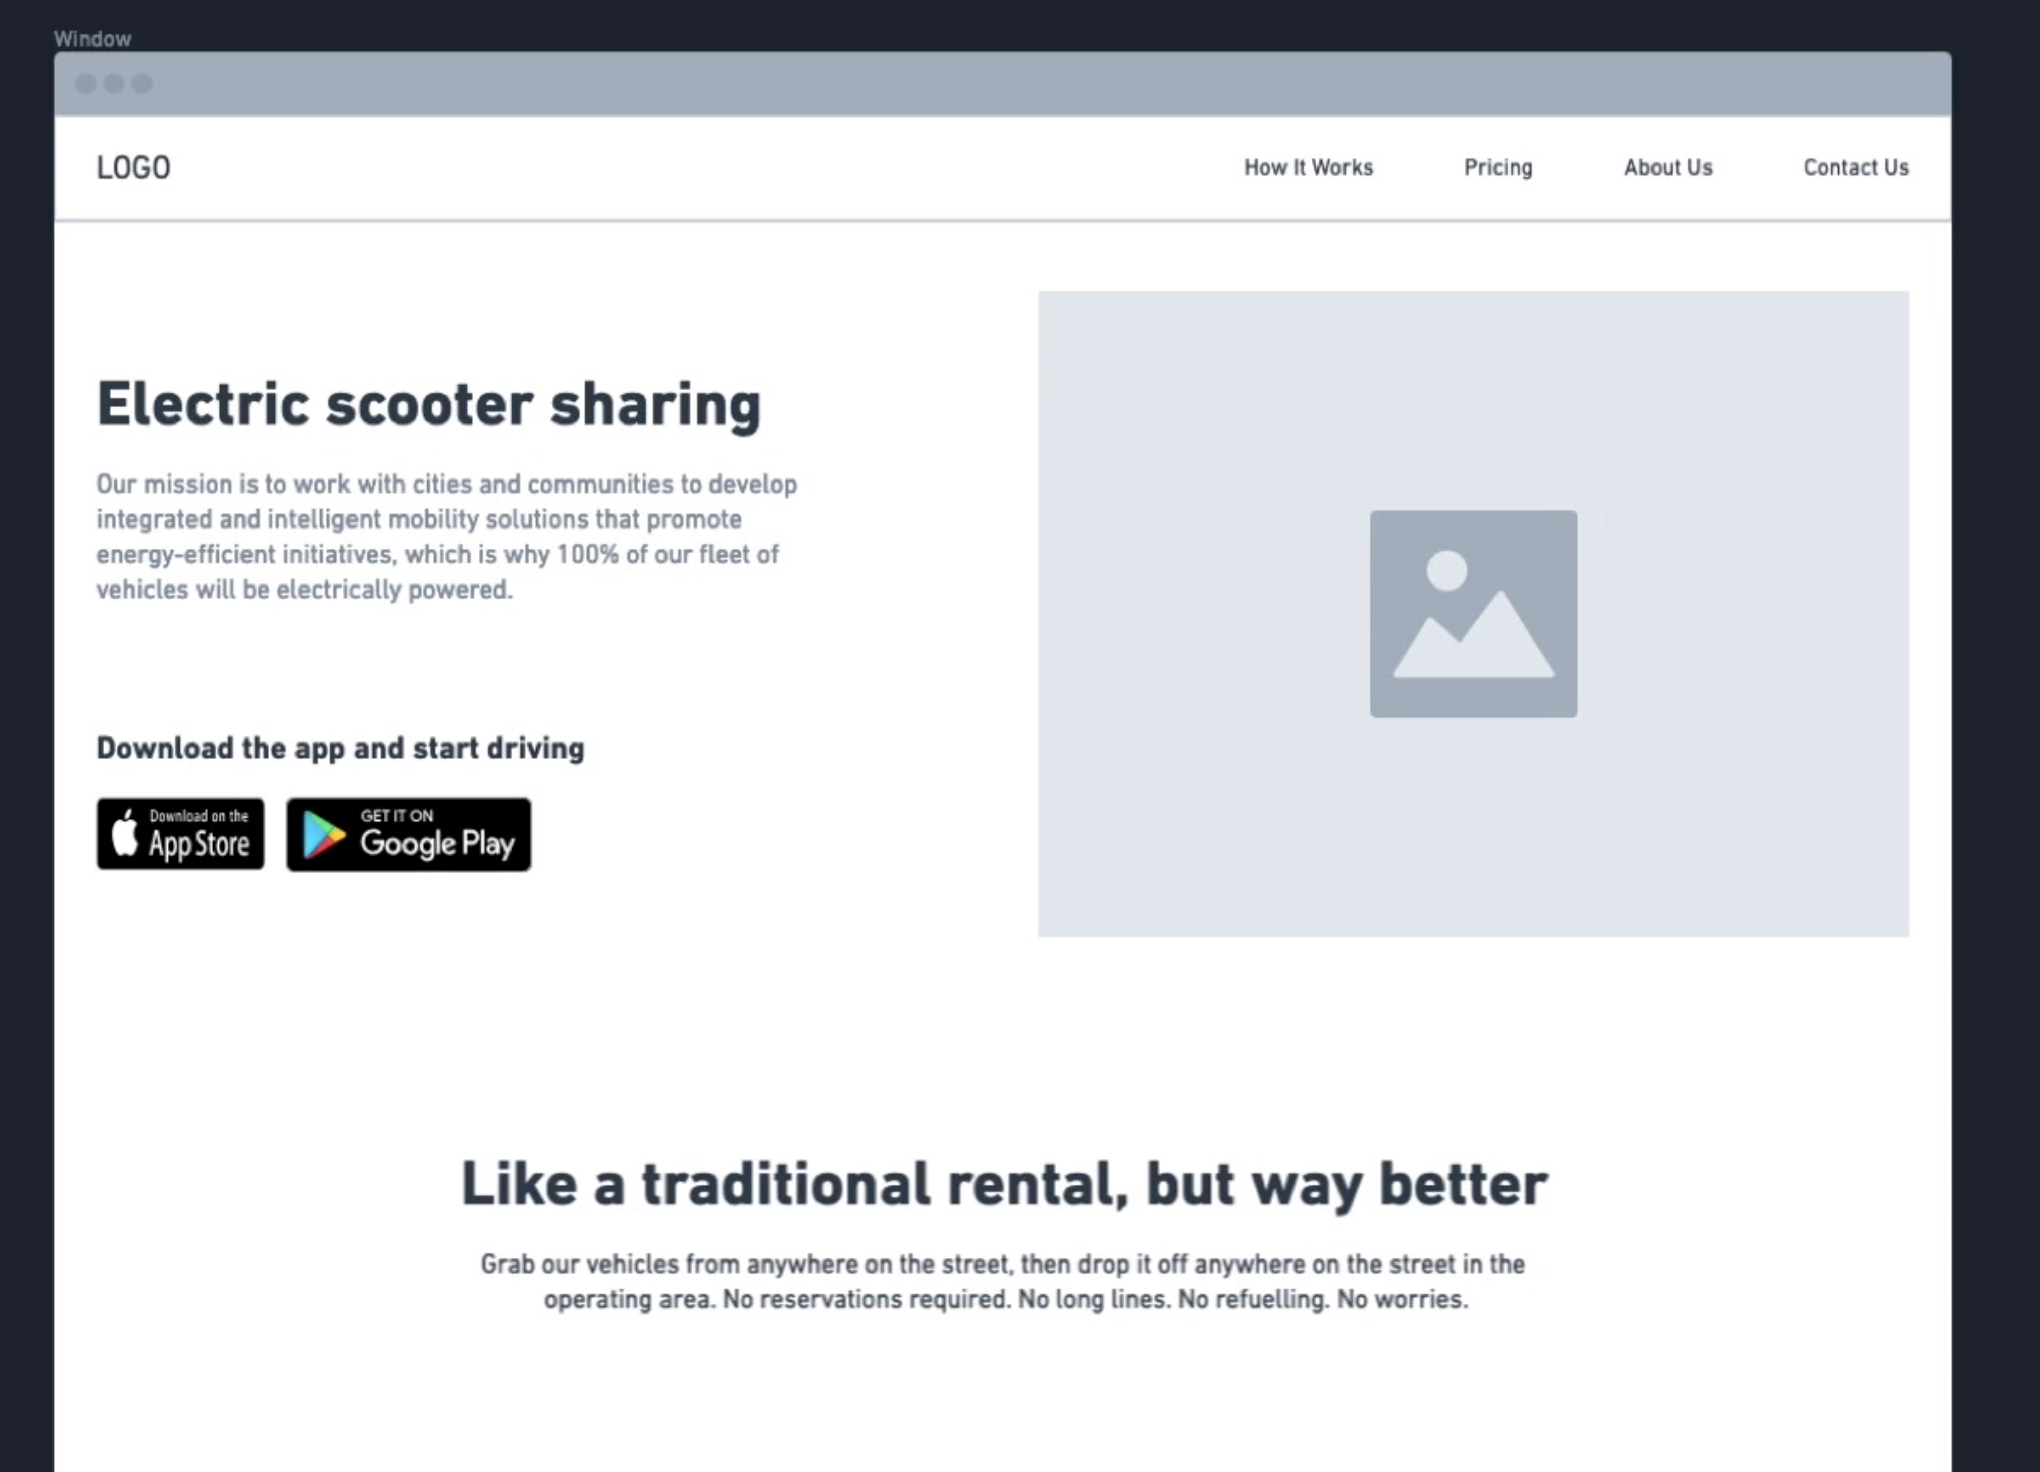 Window
LOGO
How It Works
Pricing
About Us
Contact Us
Electric scooter sharing
Our mission is to work with cities and communities to develop
integrated and intelligent mobility solutions that promote
energy-efficient initiatives, which is why 100% of our fleet of
vehicles will be electrically powered.
Download the app and start driving
Download on the
App Store
GET IT ON
Google Play
Like a traditional rental, but way better
Grab our vehicles from anywhere on the street, then drop it off anywhere on the street in the
operating area. No reservations required. No long lines. No refuelling. No worries.